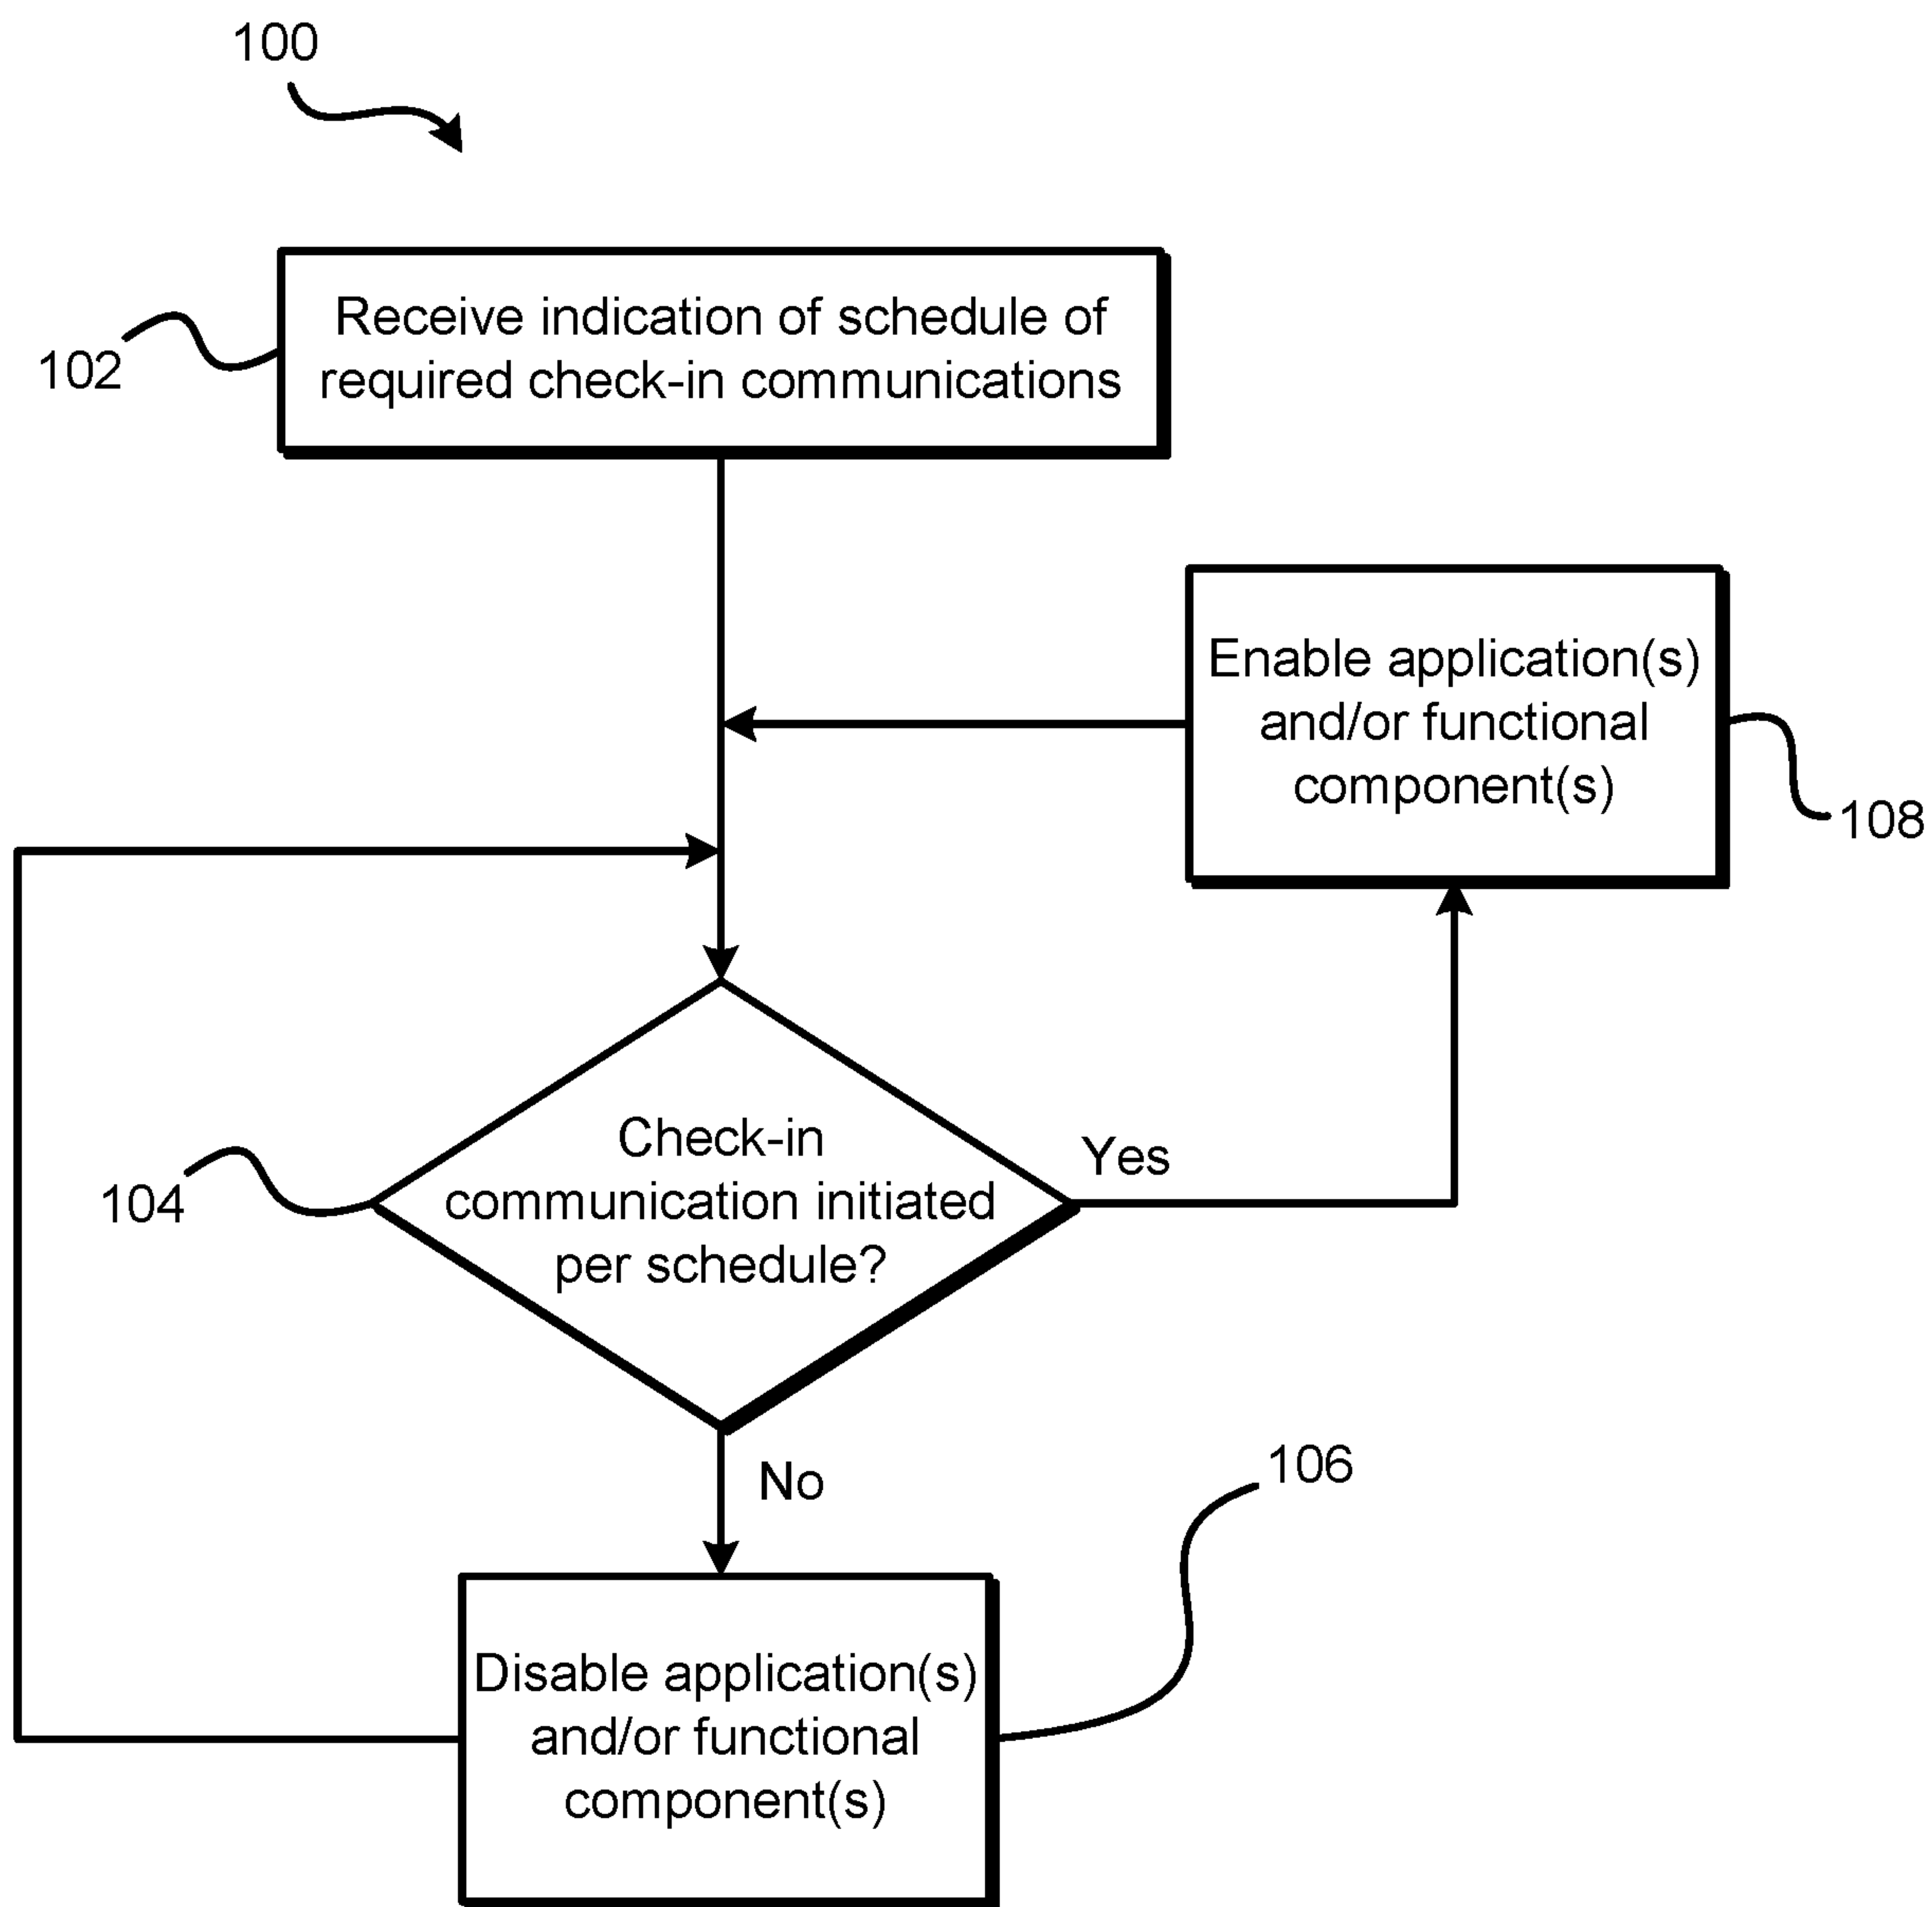 100
Receive indication of schedule of
required check-in communications
102
Enable application(s)
and/or functional
component(s)
108
Check-in
communication initiated
per schedule?
Yes
104
No
106
Disable application(s)
and/or functional
component(s)